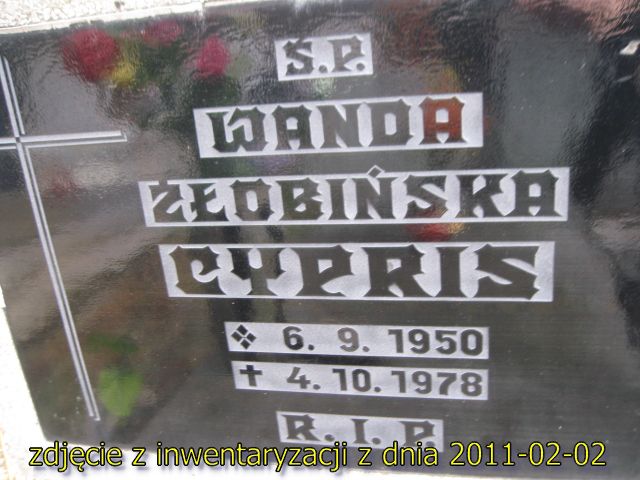 Ś.P.
WANDA
ŻŁOBIŃSKA
CYPRIS
6. 9. 1950
✝ 4. 10. 1978
R. I. P.
zdjęcie z inwentaryzacji z dnia 2011-02-02